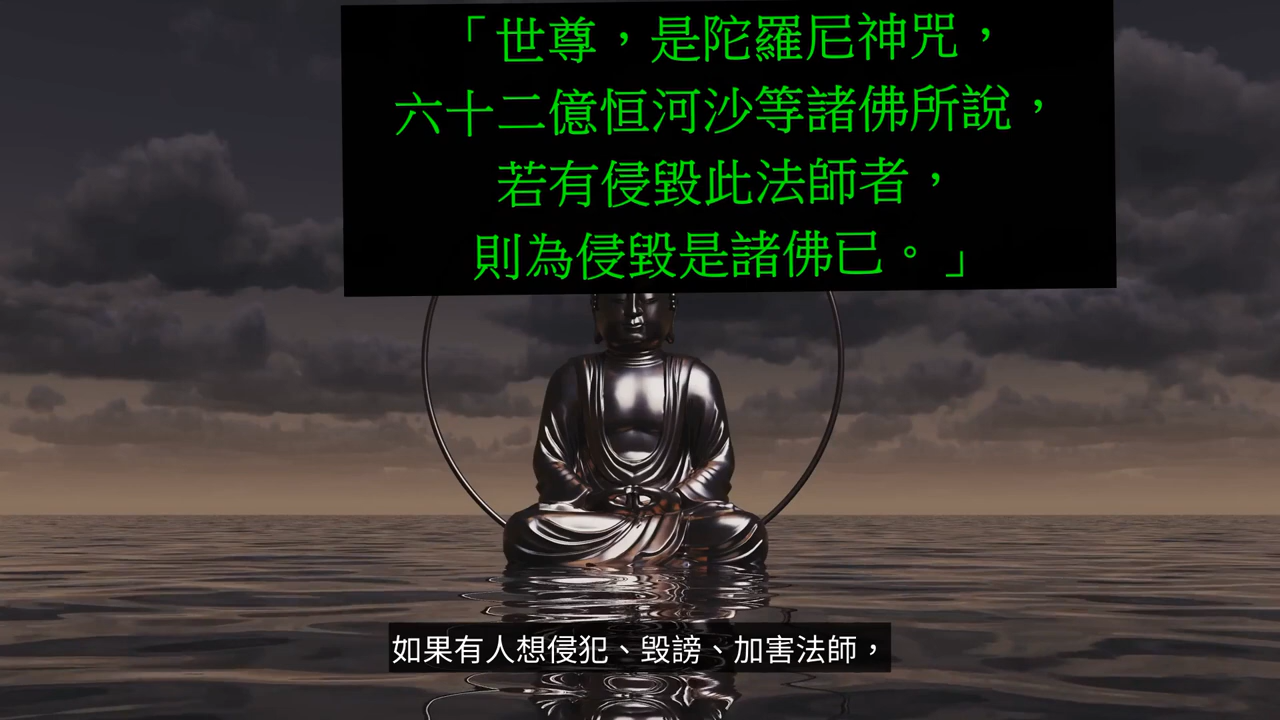 「世尊，是陀羅尼神咒，
六十二億恒河沙等諸佛所說，
若有侵毀此法師者，
則為侵毀是諸佛已。」
如果有人想侵犯、毀謗、加害法師，